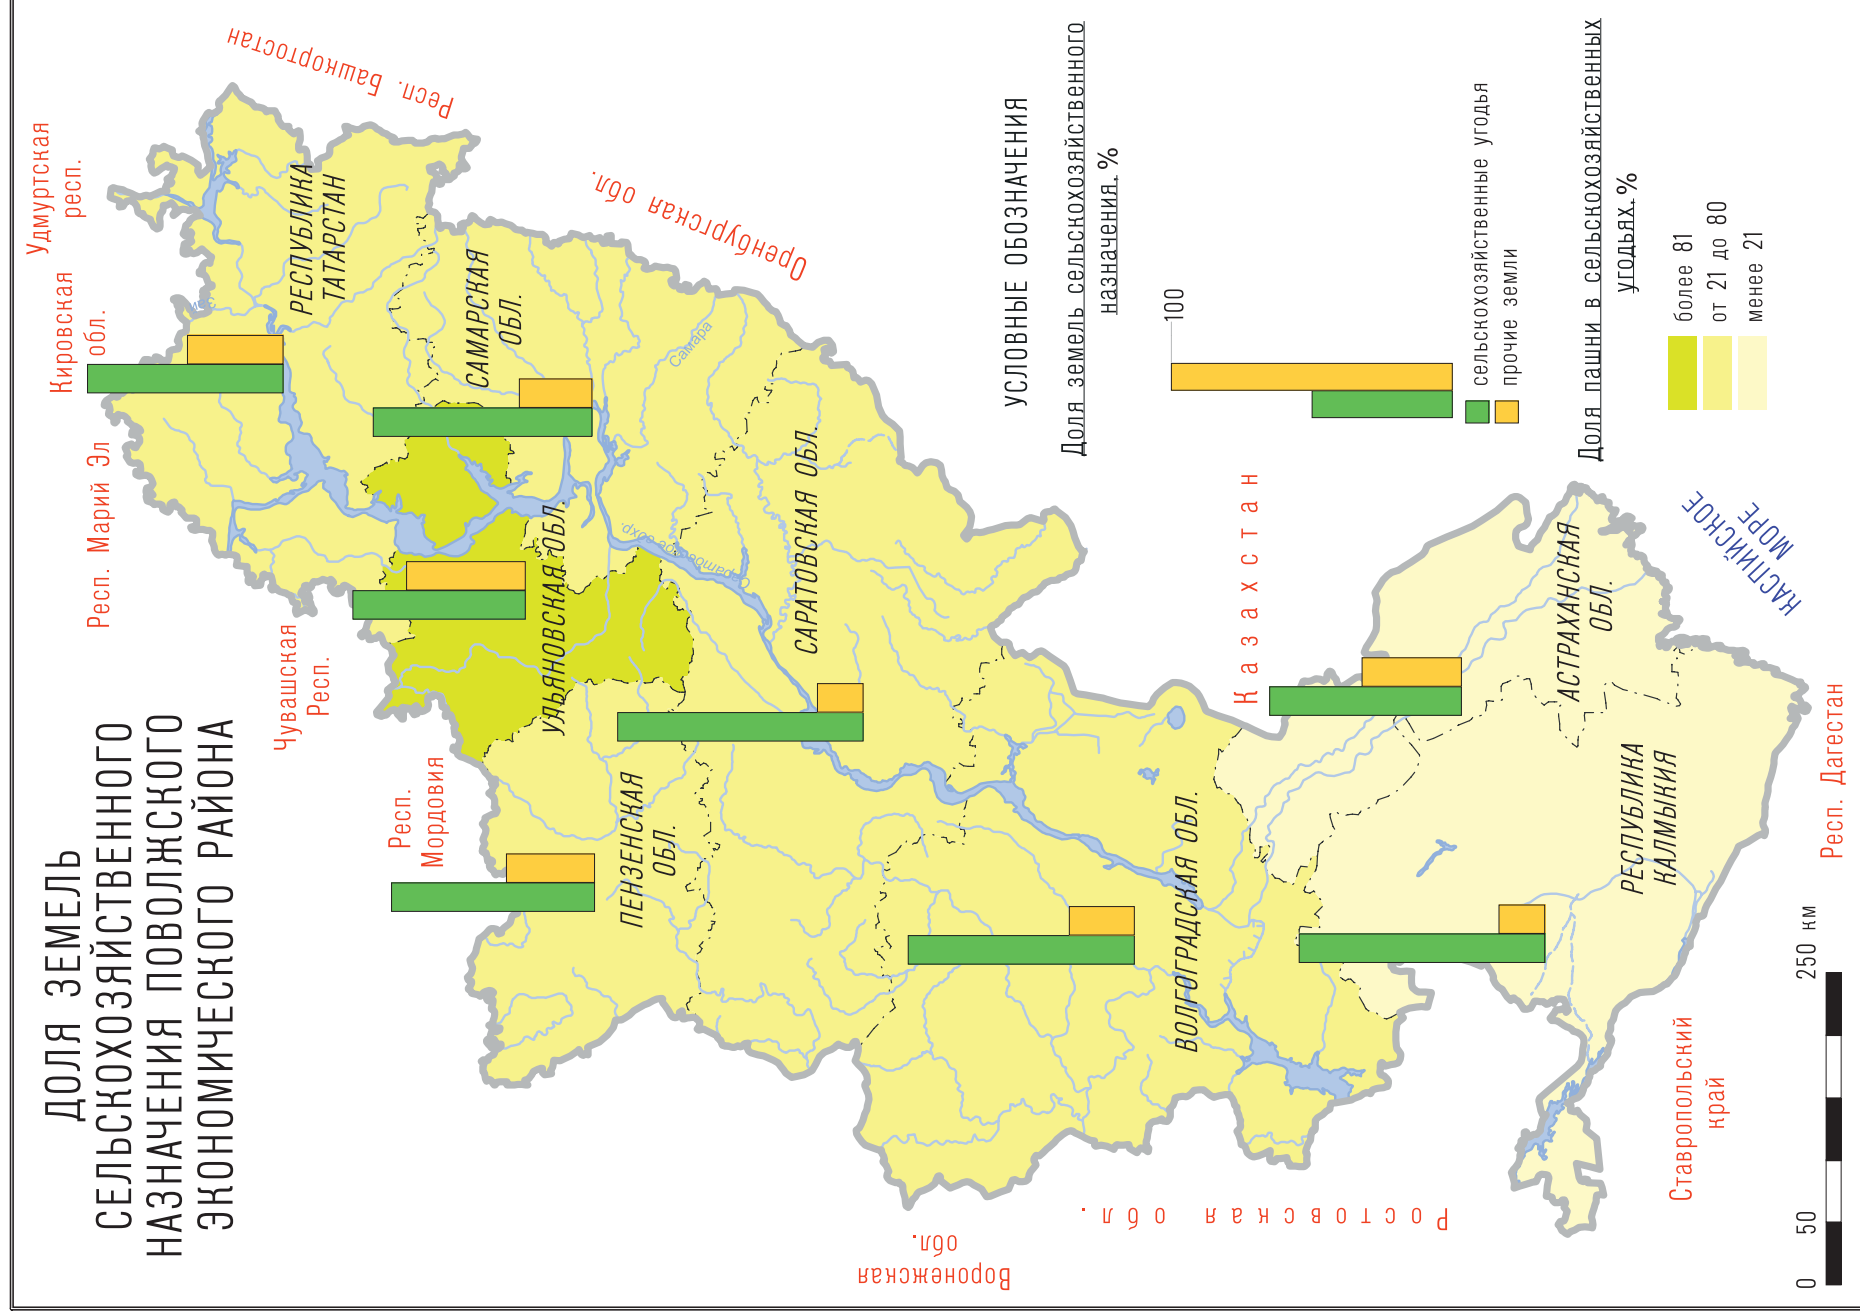 ДОЛЯ ЗЕМЕЛЬ
СЕЛЬСКОХОЗЯЙСТВЕННОГО
НАЗНАЧЕНИЯ ПОВОЛЖСКОГО
ЭКОНОМИЧЕСКОГО РАЙОНА
Удмуртская
респ.
Кировская
обл.
Респ. Марий Эл
Чувашская
Респ.
Респ.
Мордовия
Респ. Башкортостан
Оренбургская обл.
РЕСПУБЛИКА
ТАТАРСТАН
САМАРСКАЯ
ОБЛ.
Самара
УЛЬЯНОВСКАЯ ОБЛ.
ПЕНЗЕНСКАЯ
ОБЛ.
САРАТОВСКАЯ ОБЛ.
Саратовское вдхр.
ВОЛГОГРАДСКАЯ ОБЛ.
АСТРАХАНСКАЯ
ОБЛ.
РЕСПУБЛИКА
КАЛМЫКИЯ
Казахстан
КАСПИЙСКОЕ
МОРЕ
Респ. Дагестан
Ставропольский
край
Ростовская обл.
Воронежская
обл.
УСЛОВНЫЕ ОБОЗНАЧЕНИЯ
Доля земель сельскохозяйственного
назначения, %
100
сельскохозяйственные угодья
прочие земли
Доля пашни в сельскохозяйственных
угодьях, %
более 81
от 21 до 80
менее 21
0 50 250 км